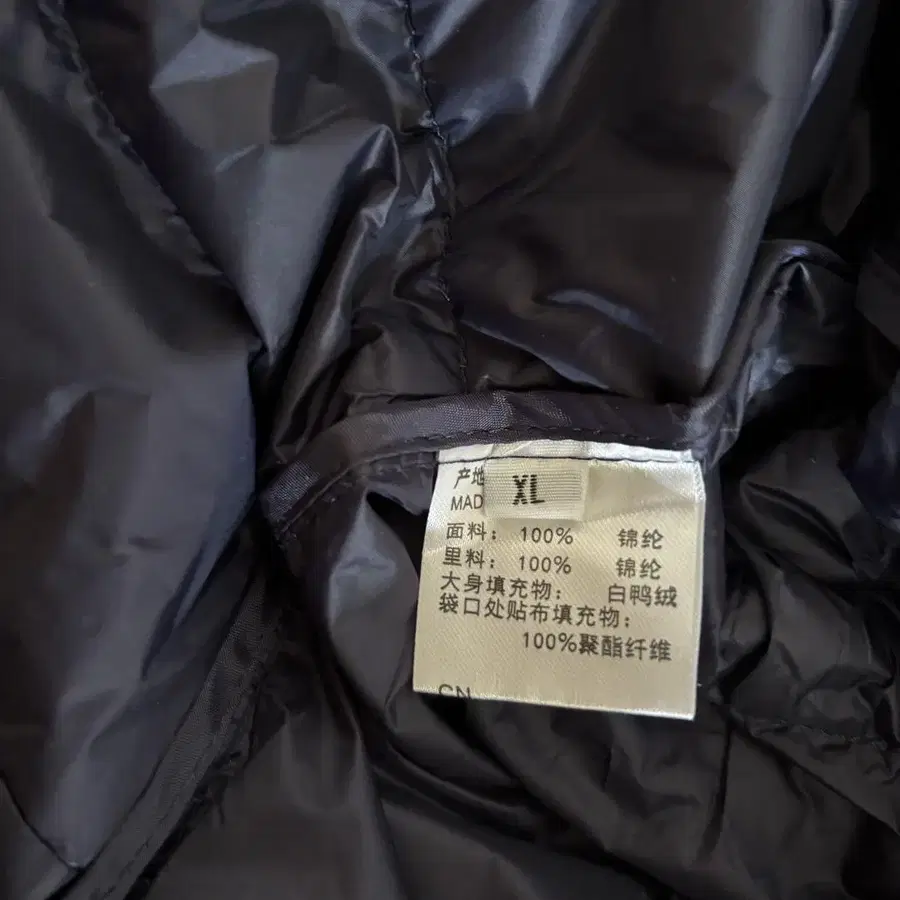 产地
XL
MAD
面料： 100% 锦纶
里料： 100% 锦纶
大身填充物： 白鸭绒
袋口处贴布填充物：
100%聚酯纤维
CN